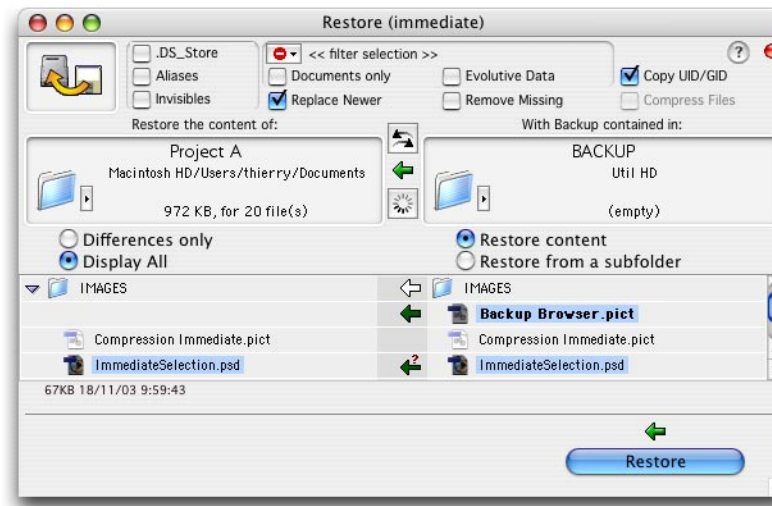 Restore (immediate)
.DS_Store
<< filter selection >>
?
Aliases
Documents only
Evolutive Data
Copy UID/GID
Invisibles
Replace Newer
Remove Missing
Compress Files
Restore the content of:
With Backup contained in:
Project A
BACKUP
Macintosh HD/Users/thierry/Documents
Util HD
972 KB, for 20 file(s)
(empty)
Differences only
Restore content
Display All
Restore from a subfolder
IMAGES
IMAGES
Backup Browser.pict
Compression Immediate.pict
Compression Immediate.pict
ImmediateSelection.psd
?
ImmediateSelection.psd
67KB 18/11/03 9:59:43
Restore